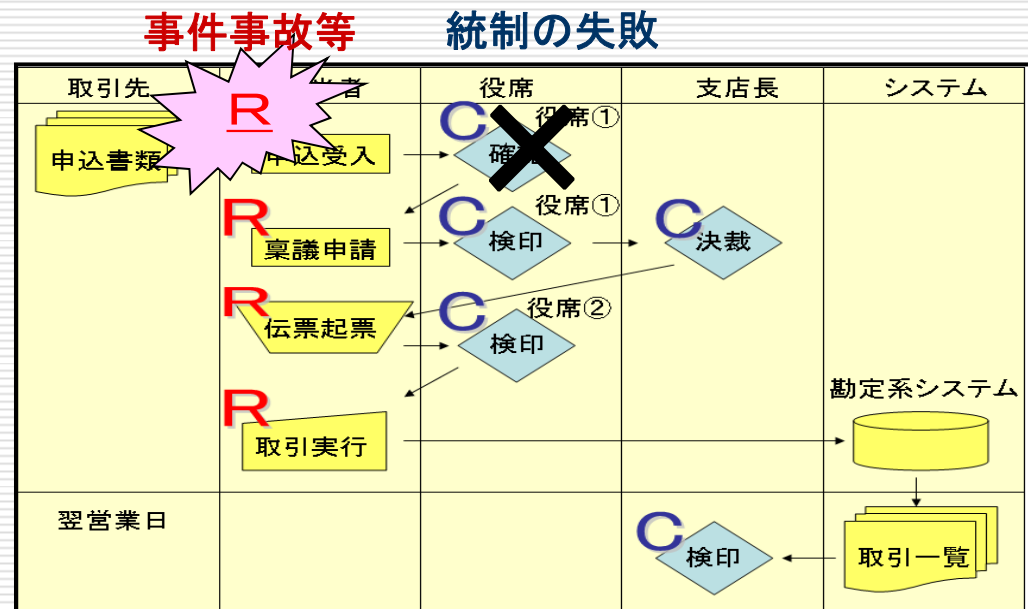 事件事故等 統制の失敗
取引先 者 役席 支店長 システム
R
C 役席①
申込書類 申込受入 確
R C 役席① C
稟議申請 検印 決裁
R C 役席②
伝票起票 検印
勘定系システム
R
取引実行
翌営業日
C 検印 取引一覧